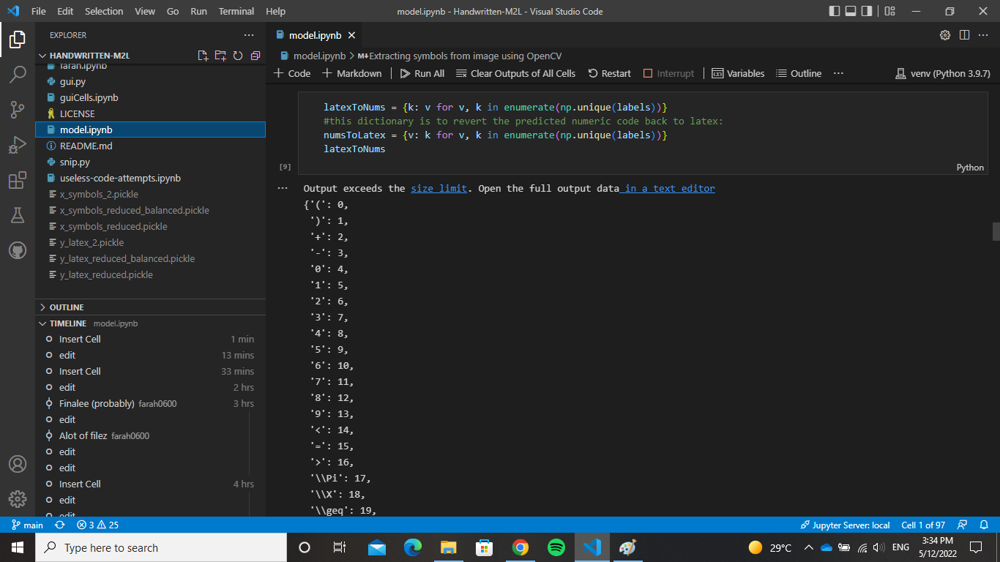 File Edit Selection View Go Run Terminal Help model.ipynb - Handwritten-M2L - Visual Studio Code
EXPLORER
HANDWRITTEN-M2L
faran.ipynb
gui.py
guiCells.ipynb
LICENSE
model.ipynb
README.md
snip.py
useless-code-attempts.ipynb
x_symbols_2.pickle
x_symbols_reduced_balanced.pickle
x_symbols_reduced.pickle
y_latex_2.pickle
y_latex_reduced_balanced.pickle
y_latex_reduced.pickle
OUTLINE
TIMELINE model.ipynb
Insert Cell 1 min
edit 13 mins
Insert Cell 33 mins
edit 2 hrs
Finalee (probably) farah0600 3 hrs
edit
Alot of filez farah0600
edit
edit
Insert Cell 4 hrs
edit
edit
model.ipynb
model.ipynb > M↓Extracting symbols from image using OpenCV
Code Markdown Run All Clear Outputs of All Cells Restart Interrupt Variables Outline ... venv (Python 3.9.7)
latexToNums = {k: v for v, k in enumerate(np.unique(labels))}
#this dictionary is to revert the predicted numeric code back to latex:
numsToLatex = {v: k for v, k in enumerate(np.unique(labels))}
latexToNums
[9]
Python
... Output exceeds the size limit. Open the full output data in a text editor
{'(': 0,
')': 1,
'+': 2,
'-': 3,
'0': 4,
'1': 5,
'2': 6,
'3': 7,
'4': 8,
'5': 9,
'6': 10,
'7': 11,
'8': 12,
'9': 13,
'<': 14,
'=': 15,
'>': 16,
'\\Pi': 17,
'\\X': 18,
'\\geq': 19,
main 3 25 Jupyter Server: local Cell 1 of 97
Type here to search 29°C ENG 3:34 PM
5/12/2022